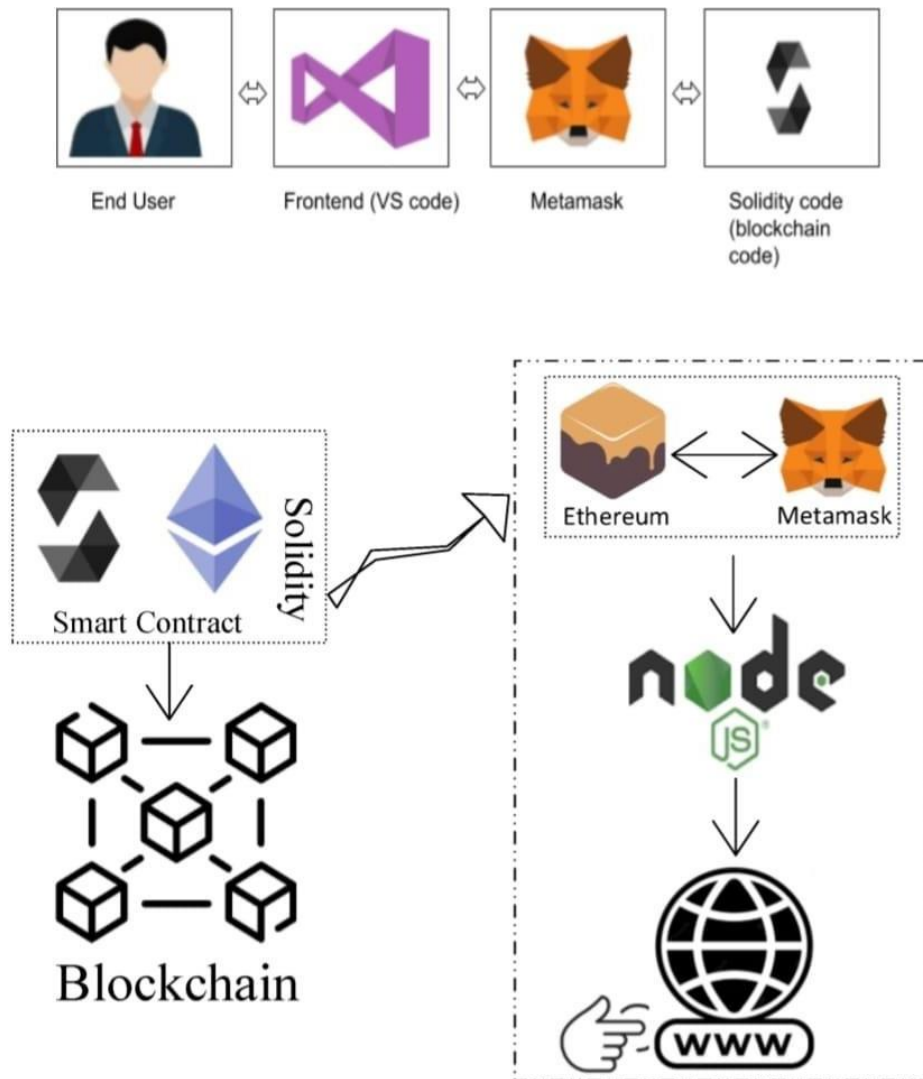 End User
Frontend (VS code)
Metamask
Solidity code
(blockchain
code)
Solidity
Smart Contract
Ethereum
Metamask
node
JS
®
Blockchain
www